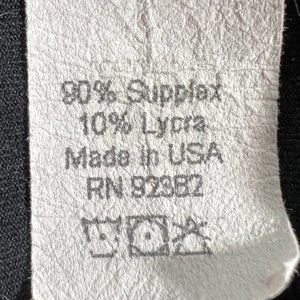 90% Supplex
10% Lycra
Made in USA
RN 92382